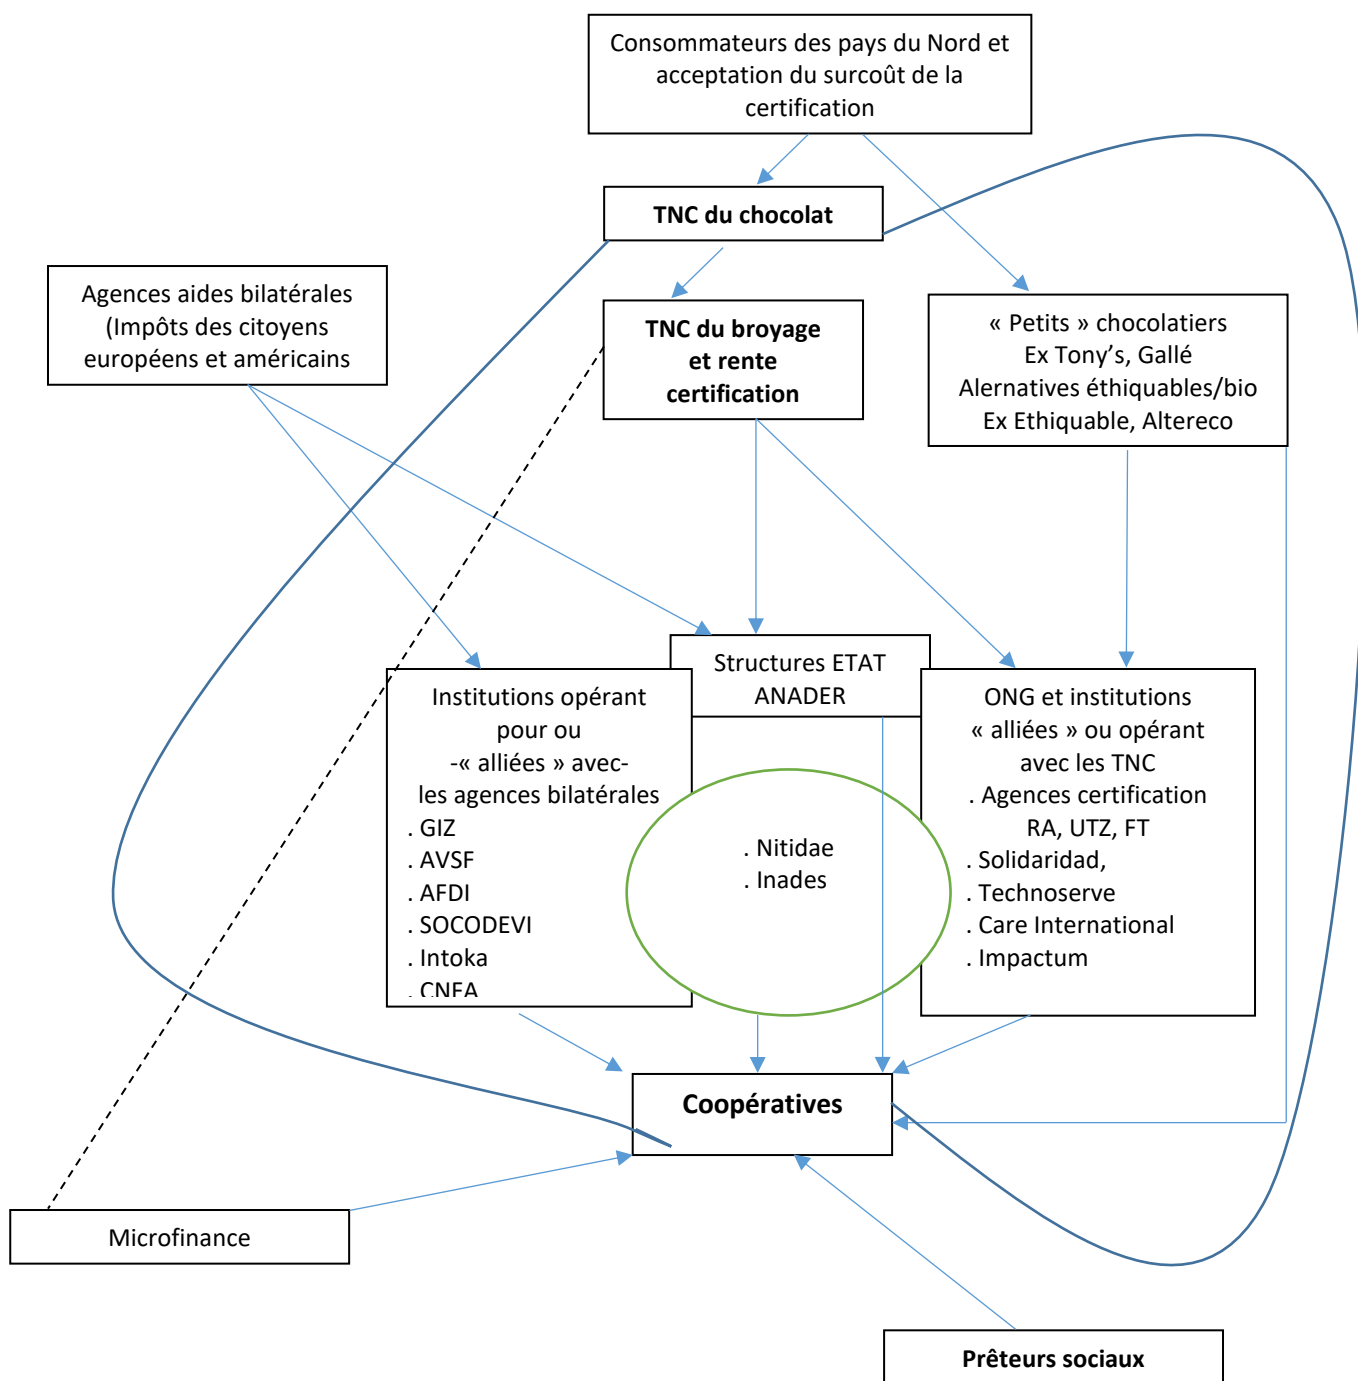 Consommateurs des pays du Nord et
acceptation du surcoût de la
certification
TNC du chocolat
Agences aides bilatérales
(Impôts des citoyens
européens et américains
TNC du broyage
et rente
certification
« Petits » chocolatiers
Ex Tony’s, Gallé
Alernatives éthiquables/bio
Ex Ethiquable, Altereco
Structures ETAT
ANADER
Institutions opérant
pour ou
-« alliées » avec-
les agences bilatérales
. GIZ
. AVSF
. AFDI
. SOCODEVI
. Intoka
. CNFA
. Nitidae
. Inades
ONG et institutions
« alliées » ou opérant
avec les TNC
. Agences certification
RA, UTZ, FT
. Solidaridad,
. Technoserve
. Care International
. Impactum
Coopératives
Microfinance
Prêteurs sociaux